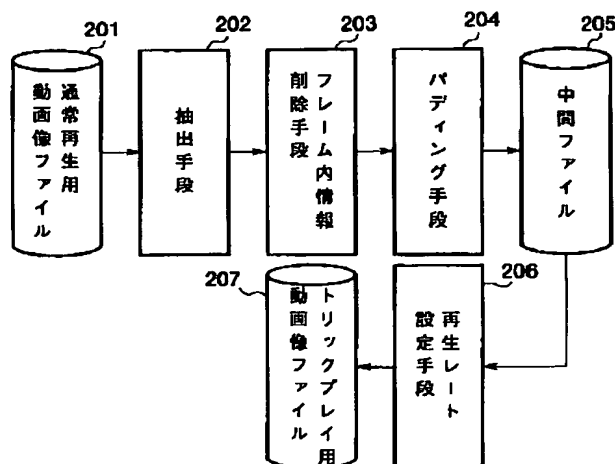 201
202
203
204
205
通常再生用
動画像ファイル
抽出手段
フレーム内情報
削除手段
パディング手段
中間ファイル
207
206
トリックプレイ用
動画像ファイル
再生レート
設定手段